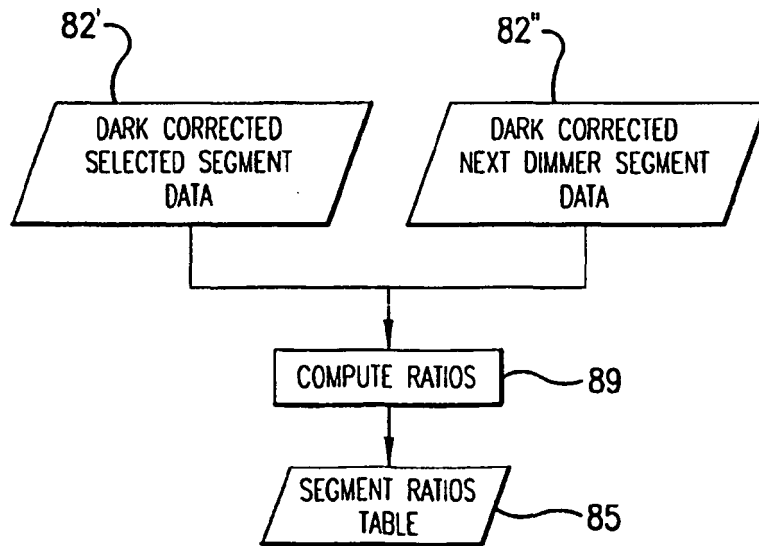 82'
82"
DARK CORRECTED
SELECTED SEGMENT
DATA
DARK CORRECTED
NEXT DIMMER SEGMENT
DATA
COMPUTE RATIOS
89
SEGMENT RATIOS
TABLE
85